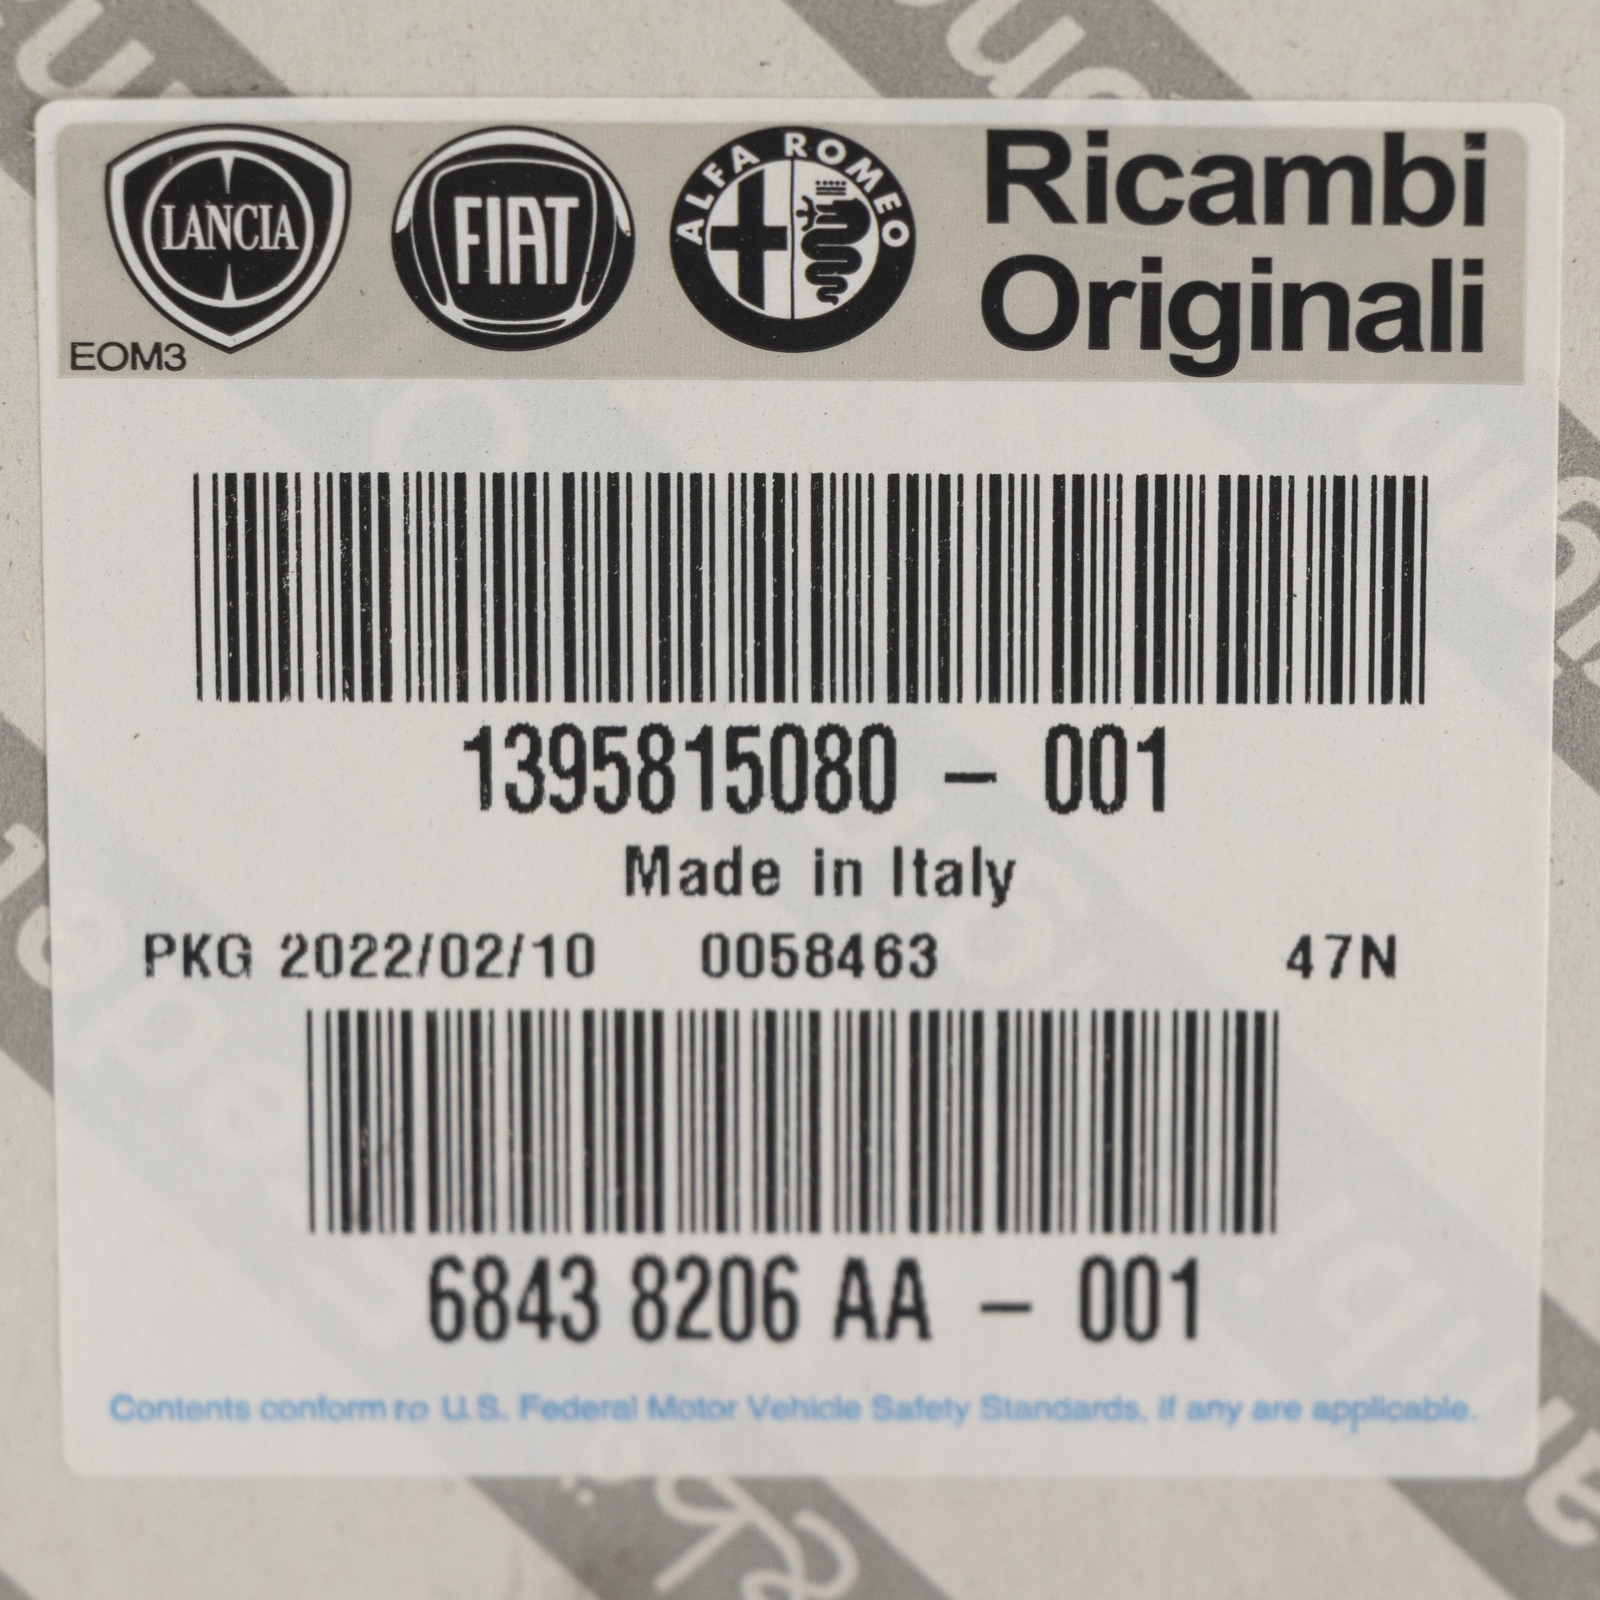 LANCIA
FIAT
ALFA ROMEO
Ricambi
Originali
EOM3
1395815080 - 001
Made in Italy
PKG 2022/02/10 0058463 47N
6843 8206 AA - 001
Contents conform to U.S. Federal Motor Vehicle Safety Standards, if any are applicable.